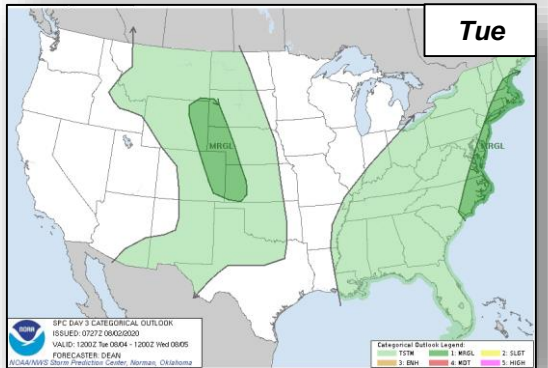 Tue
MRGL
MRGL
NOAA
SPC DAY 3 CATEGORICAL OUTLOOK
ISSUED: 0727Z 08/02/2020
VALID: 1200Z Tue 08/04 - 1200Z Wed 08/05
FORECASTER: DEAN
NOAA/NWS Storm Prediction Center, Norman, Oklahoma
Categorical Outlook Legend:
TSTM 1: MRGL 2: SLGT
3: ENH 4: MDT 5: HIGH